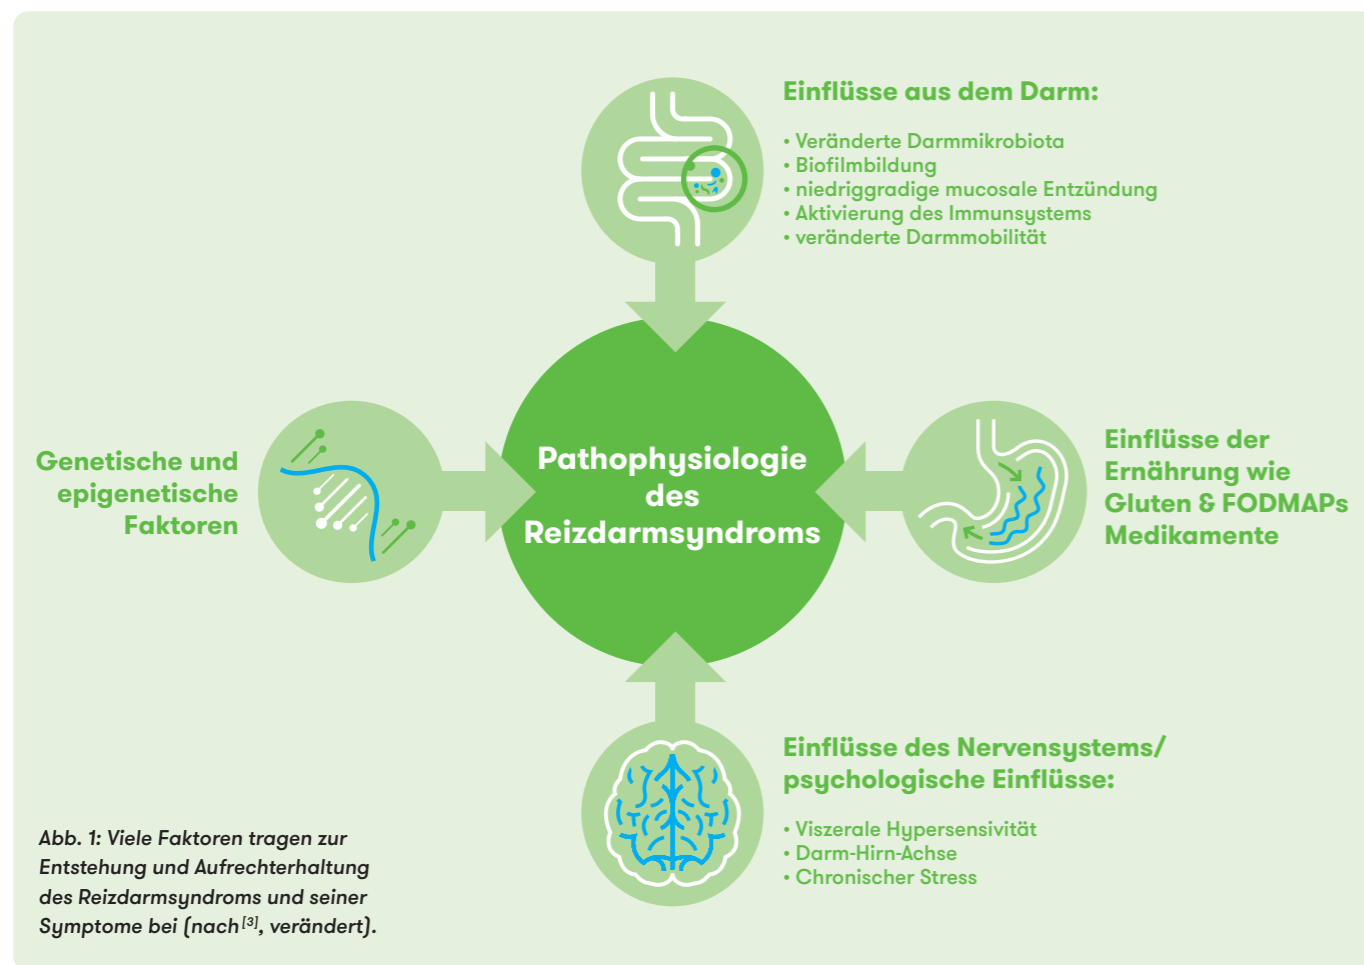 Einflüsse aus dem Darm:
• Veränderte Darmmikrobiota
• Biofilmbildung
• niedriggradige mucosale Entzündung
• Aktivierung des Immunsystems
• veränderte Darmmobilität
Genetische und
epigenetische
Faktoren
Pathophysiologie
des
Reizdarmsyndroms
Einflüsse der
Ernährung wie
Gluten & FODMAPs
Medikamente
Einflüsse des Nervensystems/
psychologische Einflüsse:
• Viszerale Hypersensivität
• Darm-Hirn-Achse
• Chronischer Stress
Abb. 1: Viele Faktoren tragen zur
Entstehung und Aufrechterhaltung
des Reizdarmsyndroms und seiner
Symptome bei (nach [3], verändert).